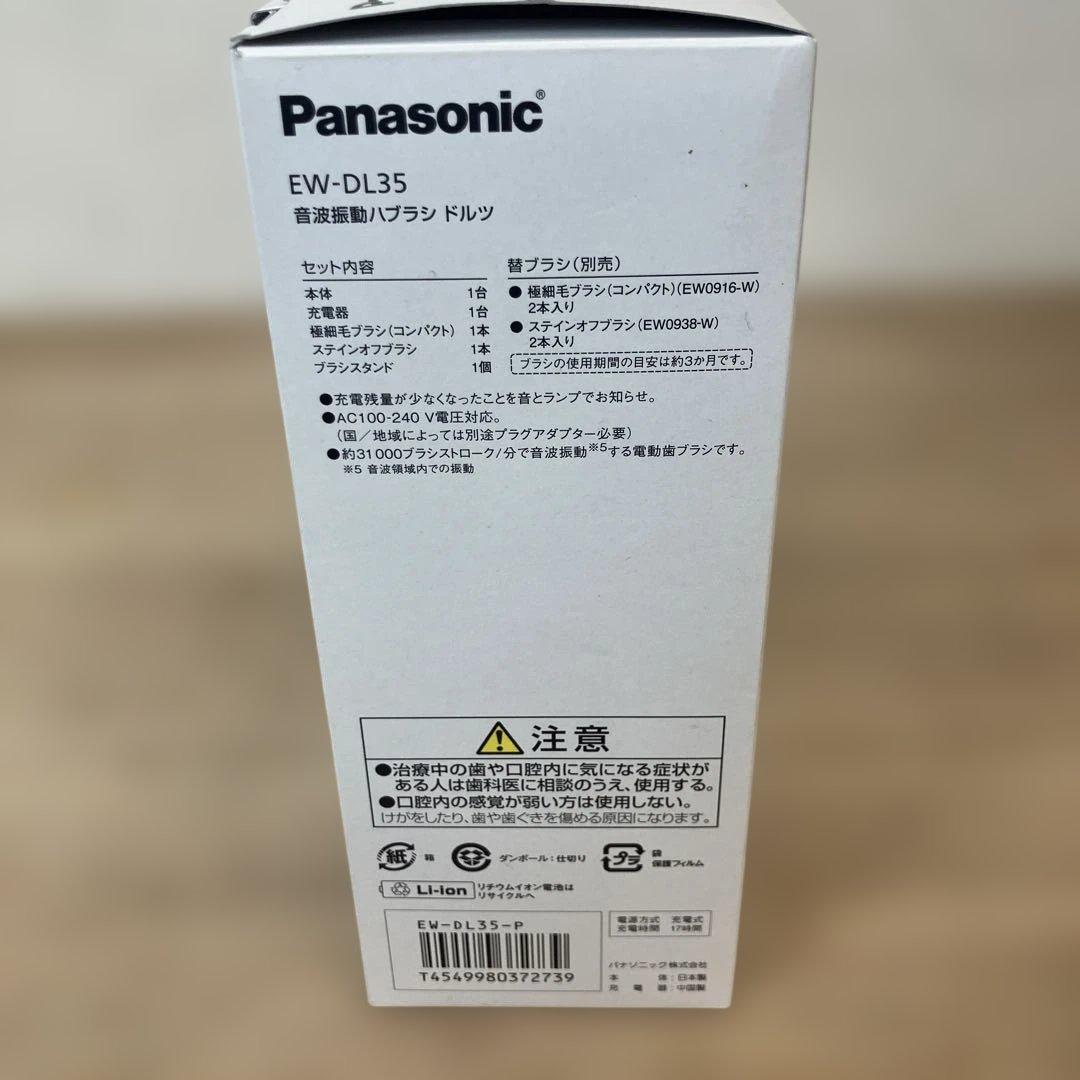 Panasonic®
EW-DL35
音波振動ハブラシ ドルツ
セット内容
本体 1台
充電器 1台
極細毛ブラシ(コンパクト) 1本
ステインオフブラシ 1本
ブラシスタンド 1個
替ブラシ(別売)
●極細毛ブラシ(コンパクト)(EW0916-W)
2本入り
●ステインオフブラシ(EW0938-W)
2本入り
ブラシの使用期間の目安は約3か月です。
●充電残量が少なくなったことを音とランプでお知らせ。
●AC100-240 V電圧対応。
(国/地域によっては別途プラグアダプター必要)
●約31000ブラシストローク/分で音波振動※5する電動歯ブラシです。
※5 音波領域内での振動
注意
●治療中の歯や口腔内に気になる症状が
ある人は歯科医に相談のうえ、使用する。
●口腔内の感覚が弱い方は使用しない。
けがをしたり、歯や歯ぐきを傷める原因になります。
紙 箱
ダンボール:仕切り
プラ 袋
保護フィルム
Li-ion リチウムイオン電池は
リサイクルへ
EW-DL35-P
T4549980372739
電源方式 充電式
充電時間 17時間
パナソニック株式会社
本体:日本製
充電器:中国製